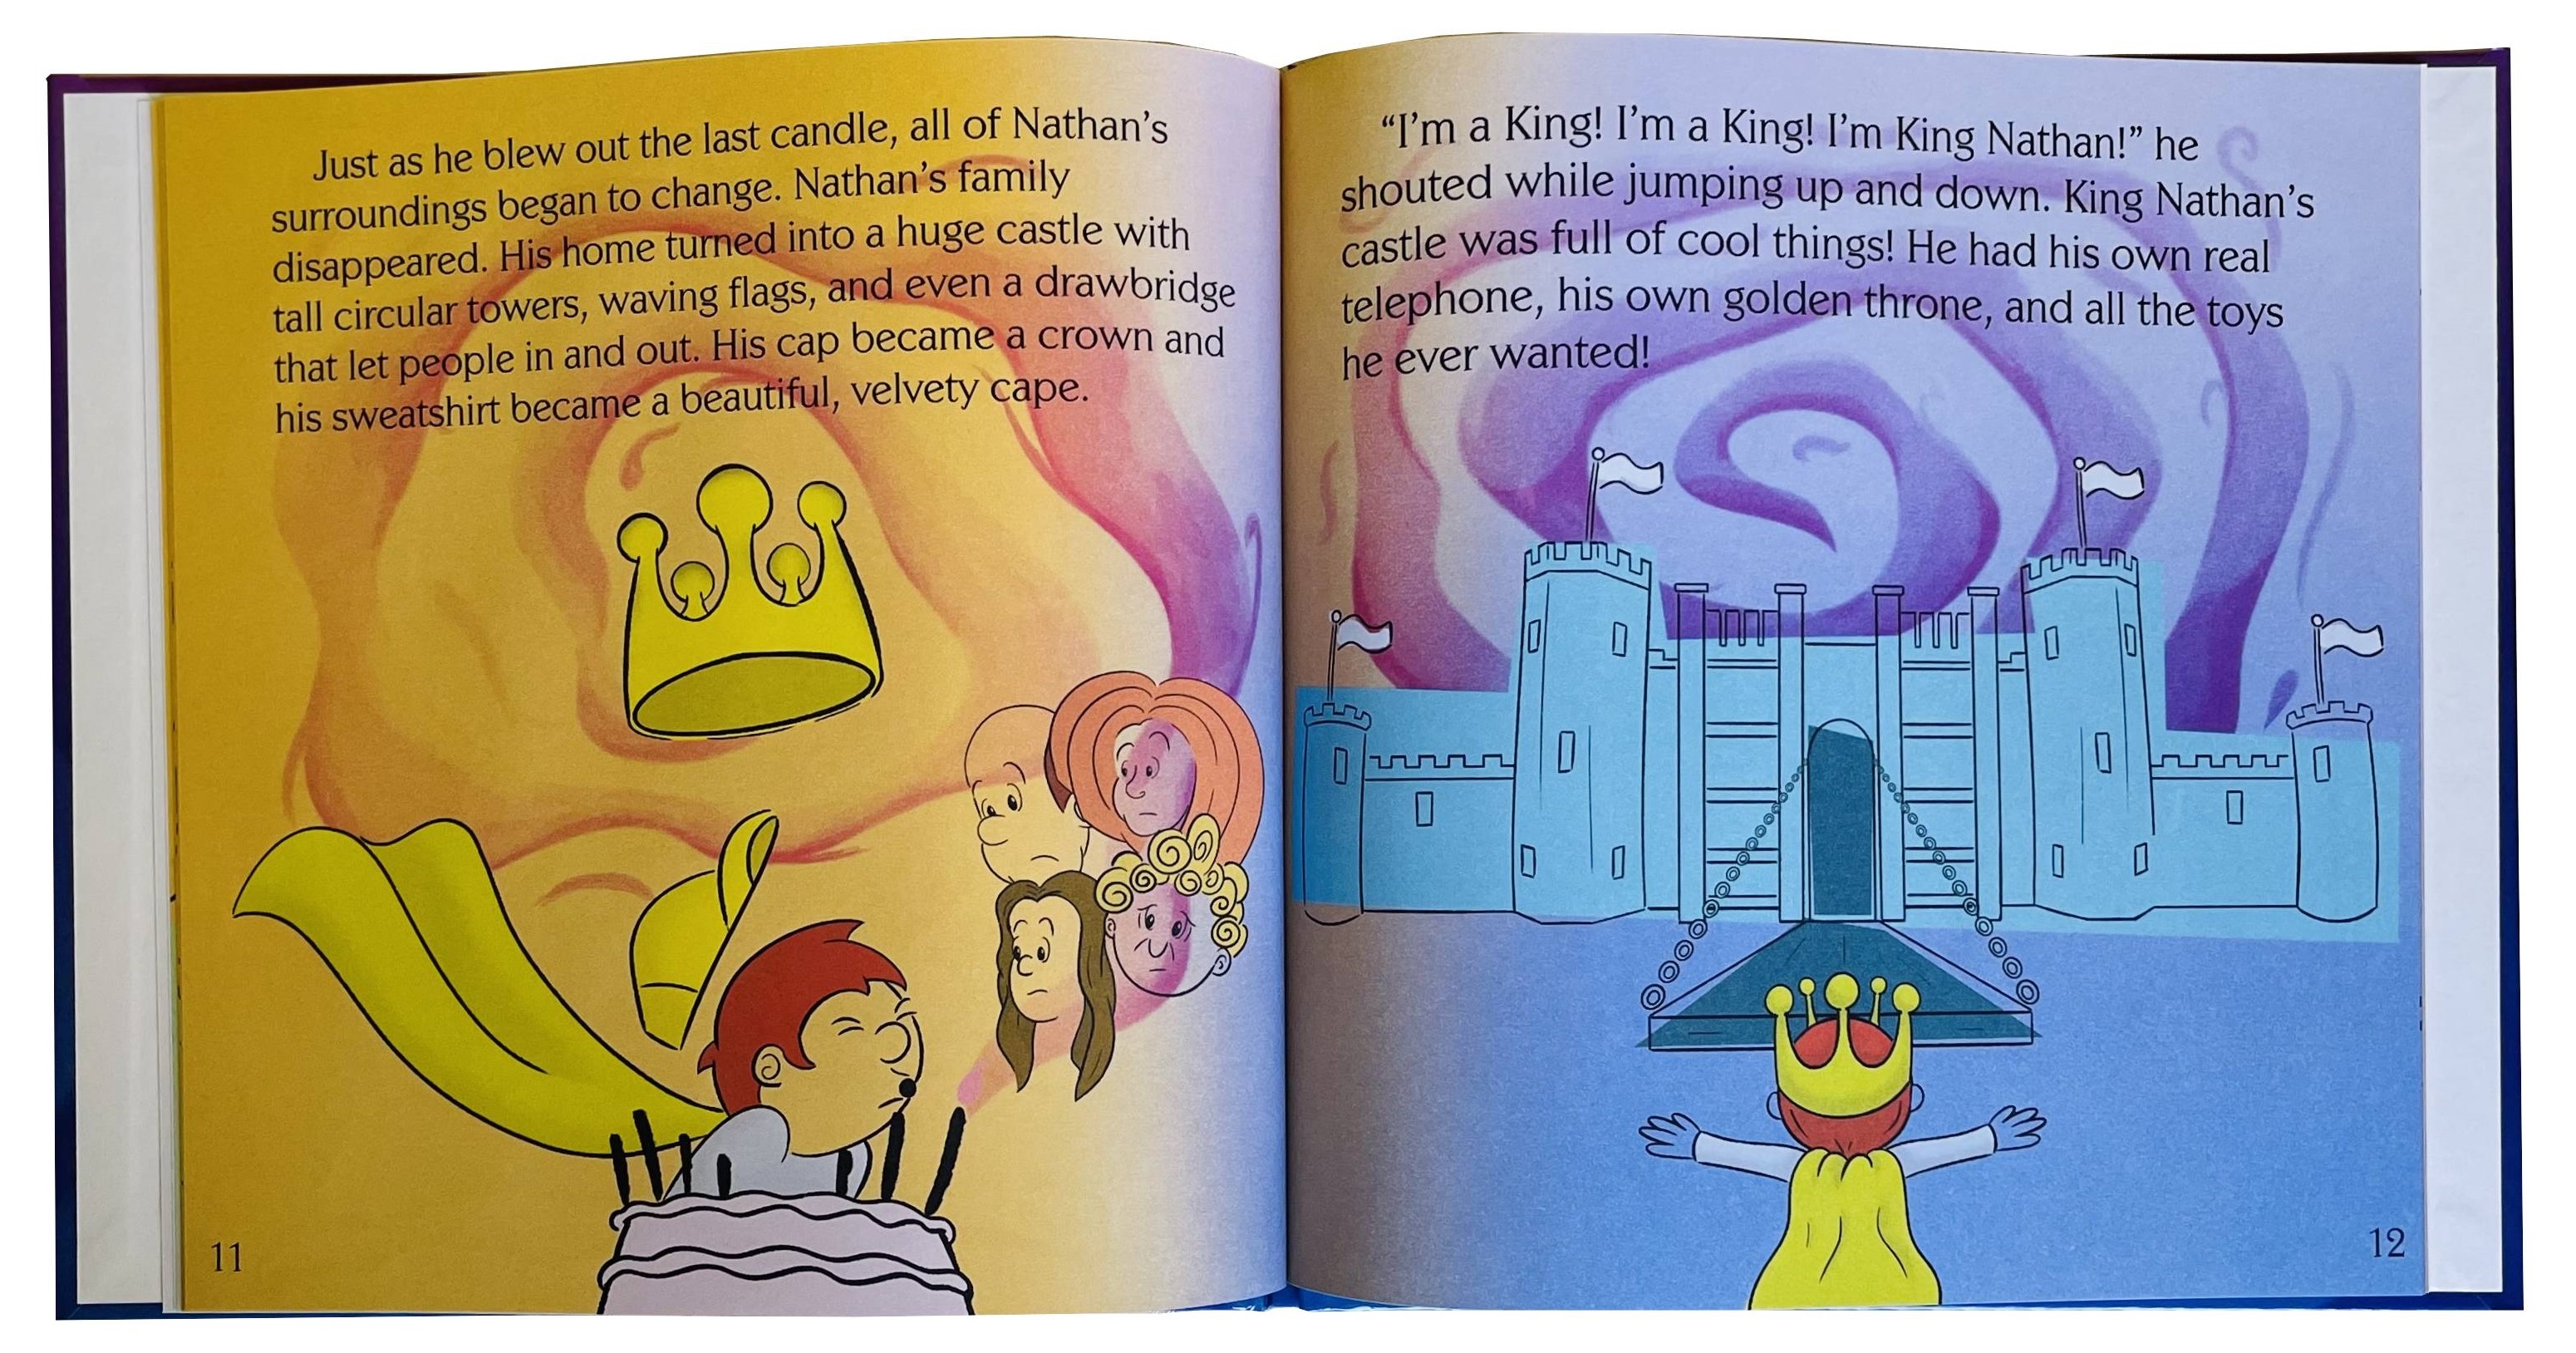 Just as he blew out the last candle, all of Nathan’s
surroundings began to change. Nathan’s family
disappeared. His home turned into a huge castle with
tall circular towers, waving flags, and even a drawbridge
that let people in and out. His cap became a crown and
his sweatshirt became a beautiful, velvety cape.
11
“I’m a King! I’m a King! I’m King Nathan!” he
shouted while jumping up and down. King Nathan’s
castle was full of cool things! He had his own real
telephone, his own golden throne, and all the toys
he ever wanted!
12